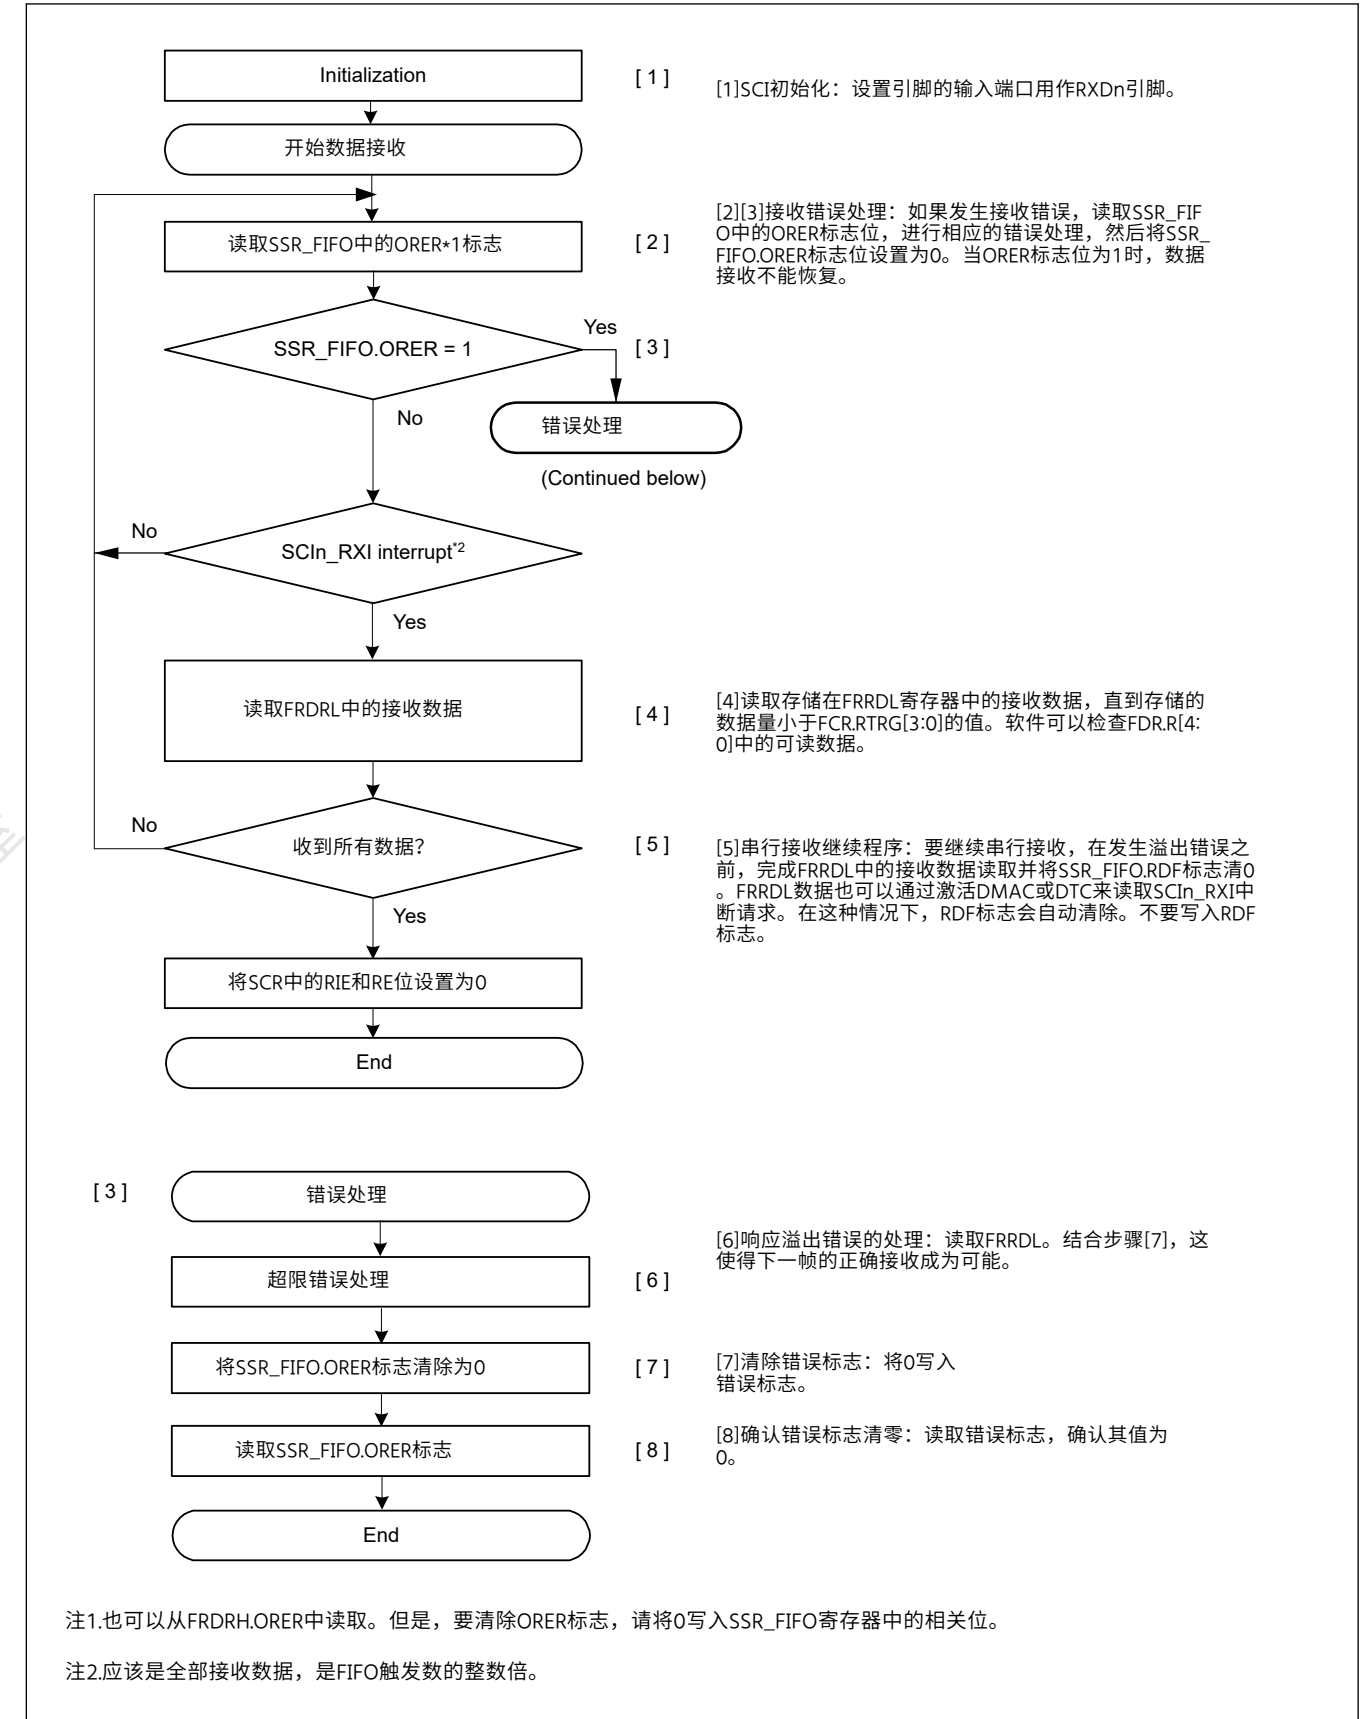 Initialization
[ 1 ]
[1]SCI初始化：设置引脚的输入端口用作RXDn引脚。
开始数据接收
读取SSR_FIFO中的ORER*1标志
[ 2 ]
[2][3]接收错误处理：如果发生接收错误，读取SSR_FIF
O中的ORER标志位，进行相应的错误处理，然后将SSR_
FIFO.ORER标志位设置为0。当ORER标志位为1时，数据
接收不能恢复。
SSR_FIFO.ORER = 1
Yes
[ 3 ]
No
错误处理
(Continued below)
No
SCIn_RXI interrupt*2
Yes
读取FRDRL中的接收数据
[ 4 ]
[4]读取存储在FRRDL寄存器中的接收数据，直到存储的
数据量小于FCR.RTRG[3:0]的值。软件可以检查FDR.R[4:
0]中的可读数据。
No
收到所有数据？
[ 5 ]
[5]串行接收继续程序：要继续串行接收，在发生溢出错误之
前，完成FRRDL中的接收数据读取并将SSR_FIFO.RDF标志清0
。FRRDL数据也可以通过激活DMAC或DTC来读取SCIn_RXI中
断请求。在这种情况下，RDF标志会自动清除。不要写入RDF
标志。
Yes
将SCR中的RIE和RE位设置为0
End
[ 3 ]
错误处理
超限错误处理
[ 6 ]
[6]响应溢出错误的处理：读取FRRDL。结合步骤[7]，这
使得下一帧的正确接收成为可能。
将SSR_FIFO.ORER标志清除为0
[ 7 ]
[7]清除错误标志：将0写入
错误标志。
读取SSR_FIFO.ORER标志
[ 8 ]
[8]确认错误标志清零：读取错误标志，确认其值为
0。
End
注1.也可以从FRDRH.ORER中读取。但是，要清除ORER标志，请将0写入SSR_FIFO寄存器中的相关位。
注2.应该是全部接收数据，是FIFO触发数的整数倍。